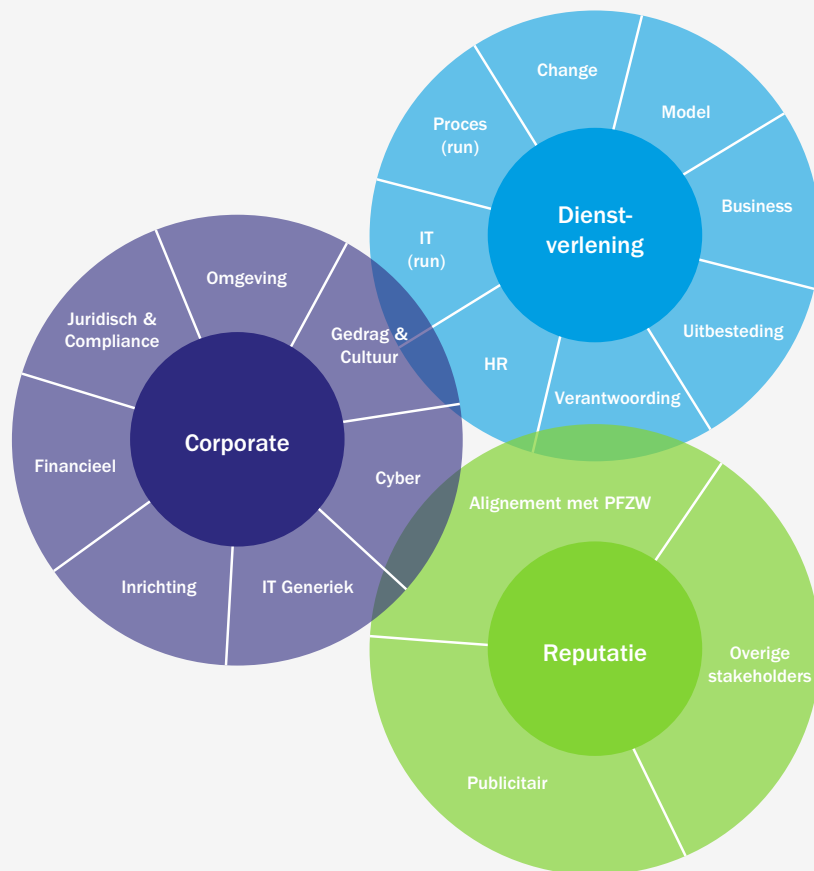 Change
Model
Proces
(run)
Business
Dienst-
verlening
IT
(run)
Uitbesteding
HR
Verantwoording
Omgeving
Juridisch &
Compliance
Gedrag &
Cultuur
Corporate
Financieel
Cyber
Inrichting
IT Generiek
Alignement met PFZW
Reputatie
Overige
stakeholders
Publicitair